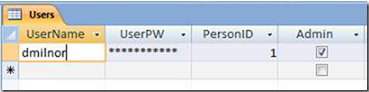 Users
UserName UserPW PersonID Admin
dmilnor *********** 1